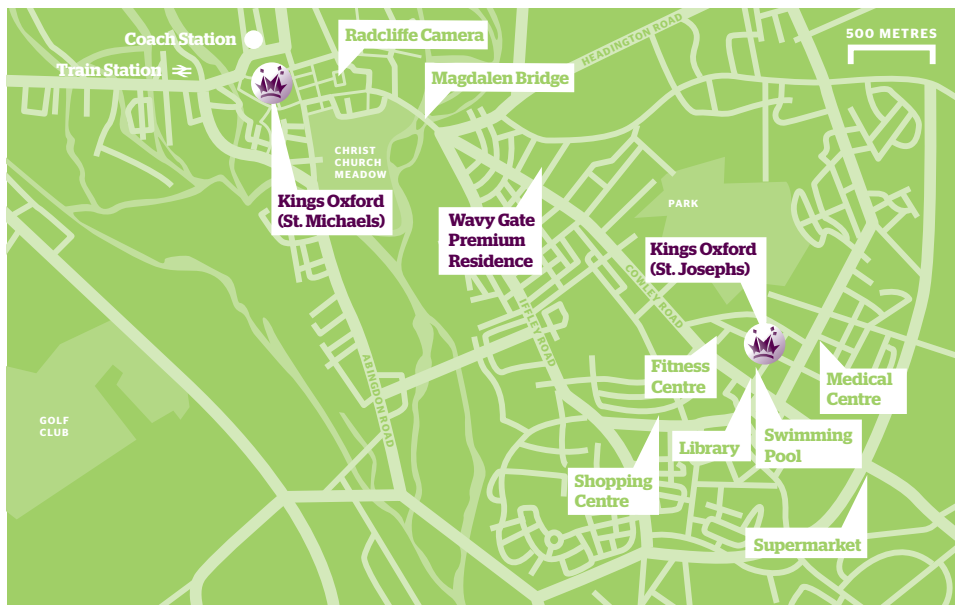 Coach Station
Train Station
Radcliffe Camera
Magdalen Bridge
HEADINGTON ROAD
500 METRES
CHRIST
CHURCH
MEADOW
Kings Oxford
(St. Michaels)
Wavy Gate
Premium
Residence
PARK
Kings Oxford
(St. Josephs)
COWLEY ROAD
IFFLEY ROAD
ABINGDON ROAD
GOLF
CLUB
Fitness
Centre
Medical
Centre
Library
Swimming
Pool
Shopping
Centre
Supermarket